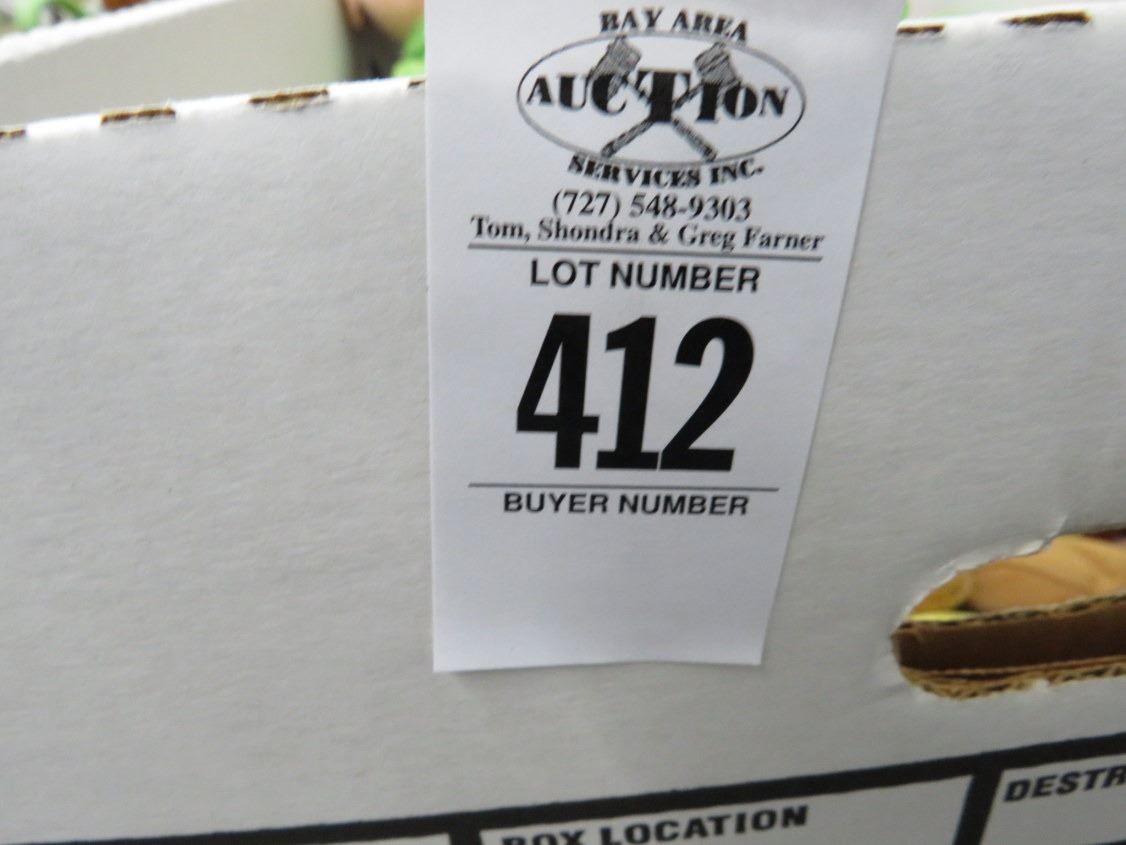 BAY AREA
AUCTION
SERVICES INC.
(727) 548-9303
Tom, Shondra & Greg Farner
LOT NUMBER
412
BUYER NUMBER
BOX LOCATION
DESTR